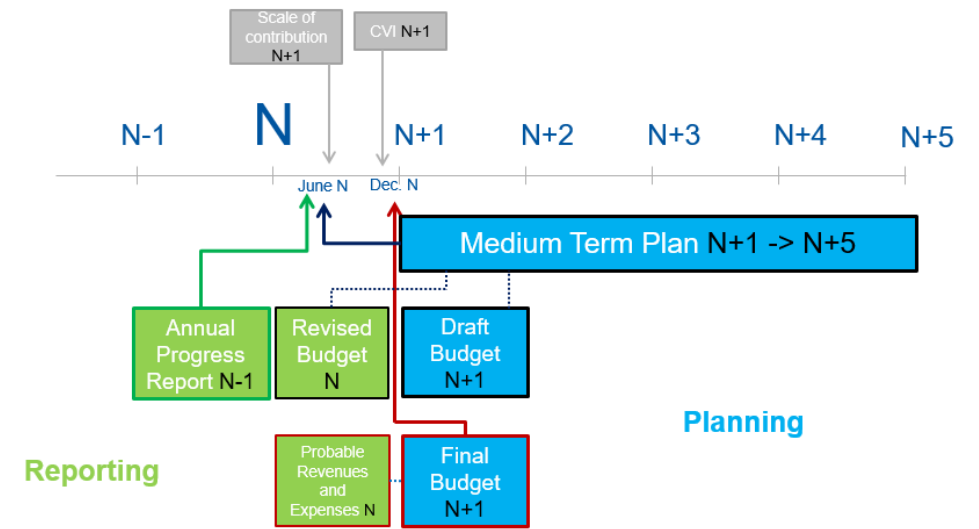 Scale of
contribution
N+1
CVI N+1
N-1
N
N+1
N+2
N+3
N+4
N+5
June N
Dec. N
Medium Term Plan N+1 -> N+5
Annual
Progress
Report N-1
Revised
Budget
N
Draft
Budget
N+1
Planning
Reporting
Probable
Revenues
and
Expenses N
Final
Budget
N+1